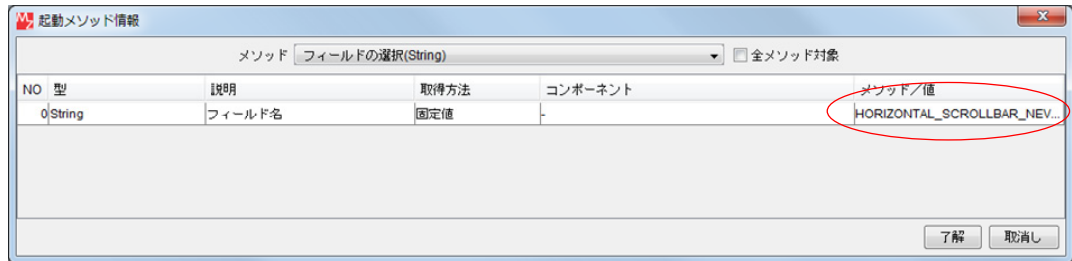 起動メソッド情報
メソッド フィールドの選択(String) 全メソッド対象
NO 型 説明 取得方法 コンポーネント メソッド/値
0 String フィールド名 固定値 - HORIZONTAL_SCROLLBAR_NEV...
了解 取消し